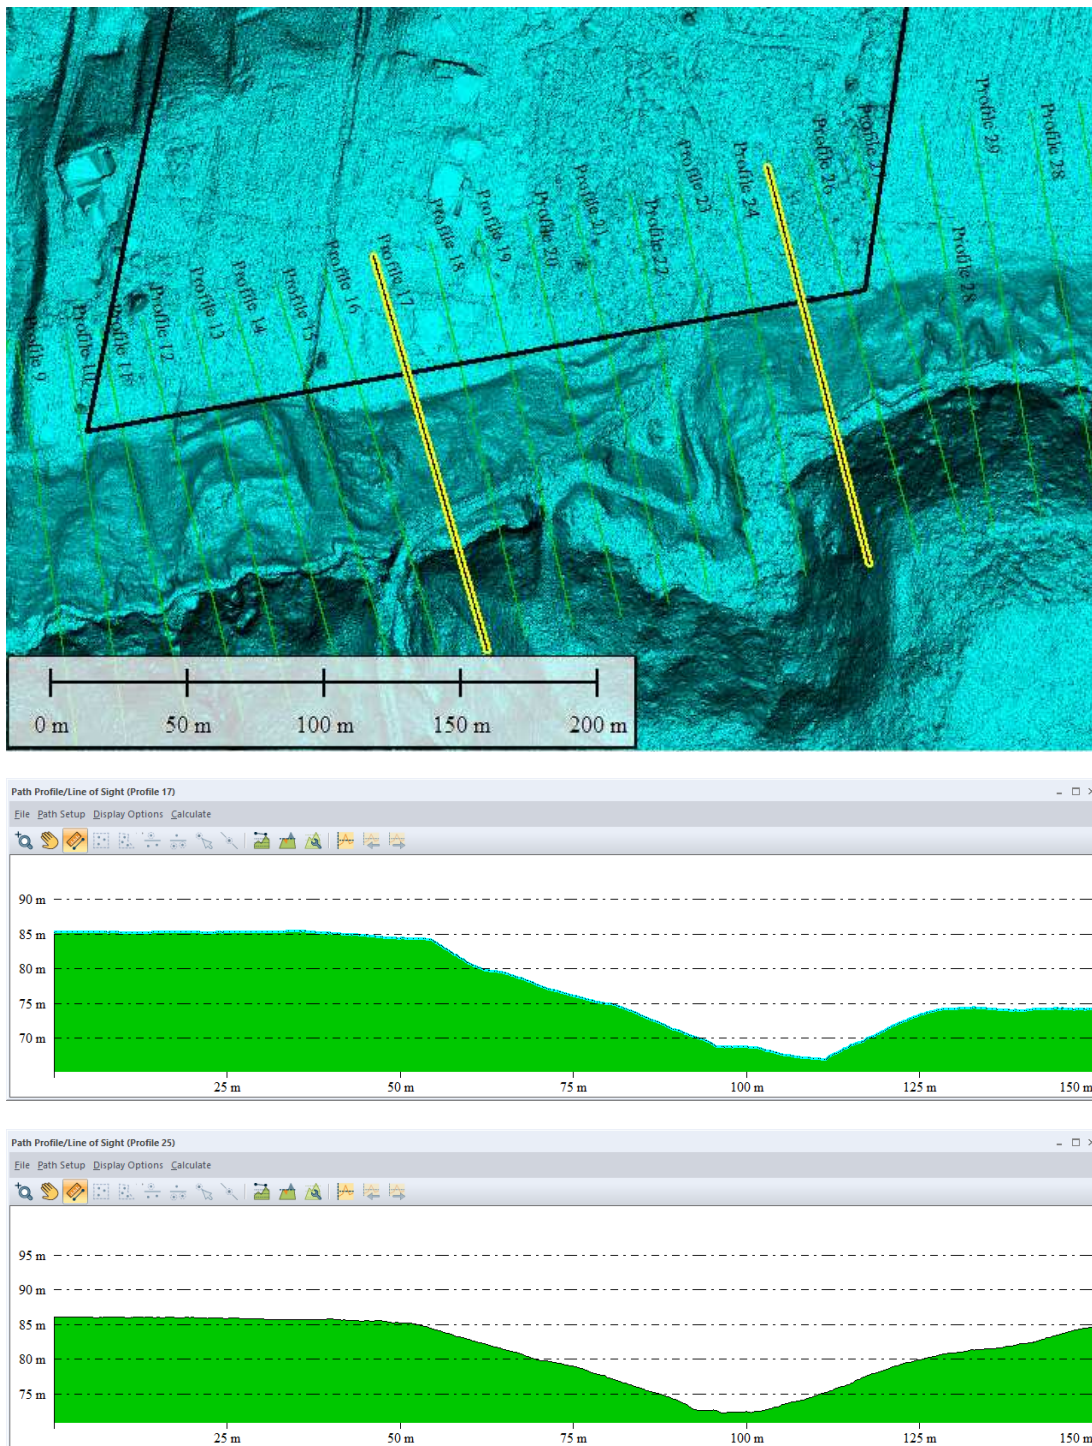 Profile 9
Profile 10
Profile 11
Profile 12
Profile 13
Profile 14
Profile 15
Profile 16
Profile 17
Profile 18
Profile 19
Profile 20
Profile 21
Profile 22
Profile 23
Profile 24
Profile 26
Profile 27
Profile 28
Profile 29
Profile 28
0 m 50 m 100 m 150 m 200 m
Path Profile/Line of Sight (Profile 17)
File Path Setup Display Options Calculate
90 m
85 m
80 m
75 m
70 m
25 m 50 m 75 m 100 m 125 m 150 m
Path Profile/Line of Sight (Profile 25)
File Path Setup Display Options Calculate
95 m
90 m
85 m
80 m
75 m
25 m 50 m 75 m 100 m 125 m 150 m